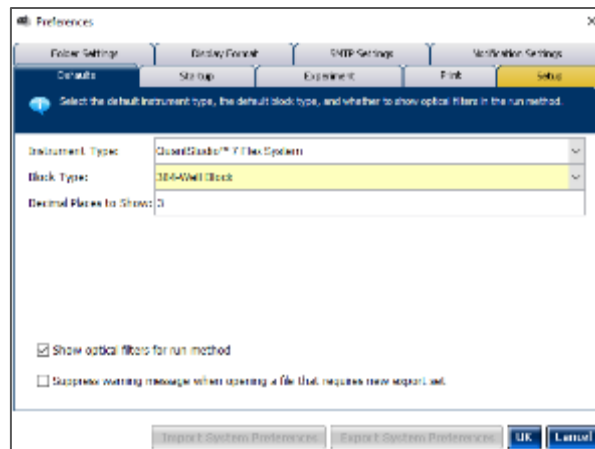 Preferences
Folder Settings Display Format SMTP Settings Notification Settings
Defaults Startup Experiment Print Setup
Select the default instrument type, the default block type, and whether to show optical filters in the run method.
Instrument Type: QuantStudio™ 7 Flex System
Block Type: 384-Well Block
Decimal Places to Show: 3
Show optical filters for run method
Suppress warning message when opening a file that requires new export set
Import System Preferences Export System Preferences OK Cancel